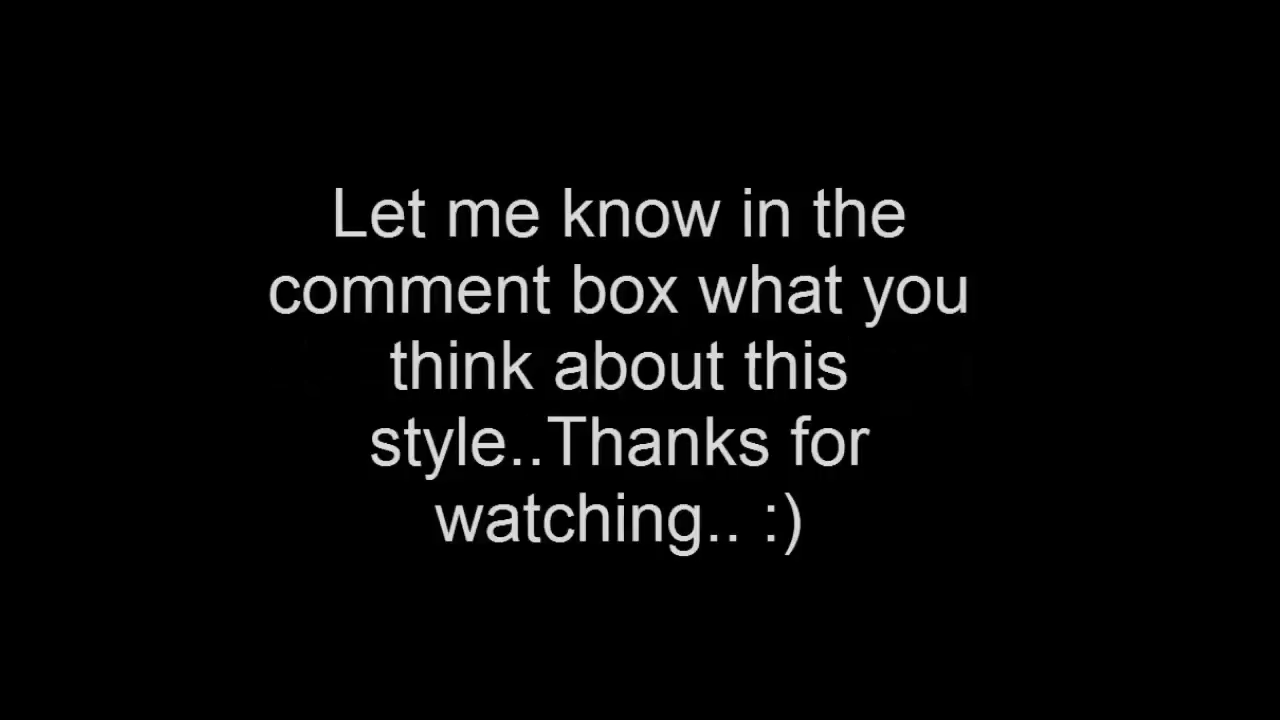 Let me know in the
comment box what you
think about this
style..Thanks for
watching.. :)